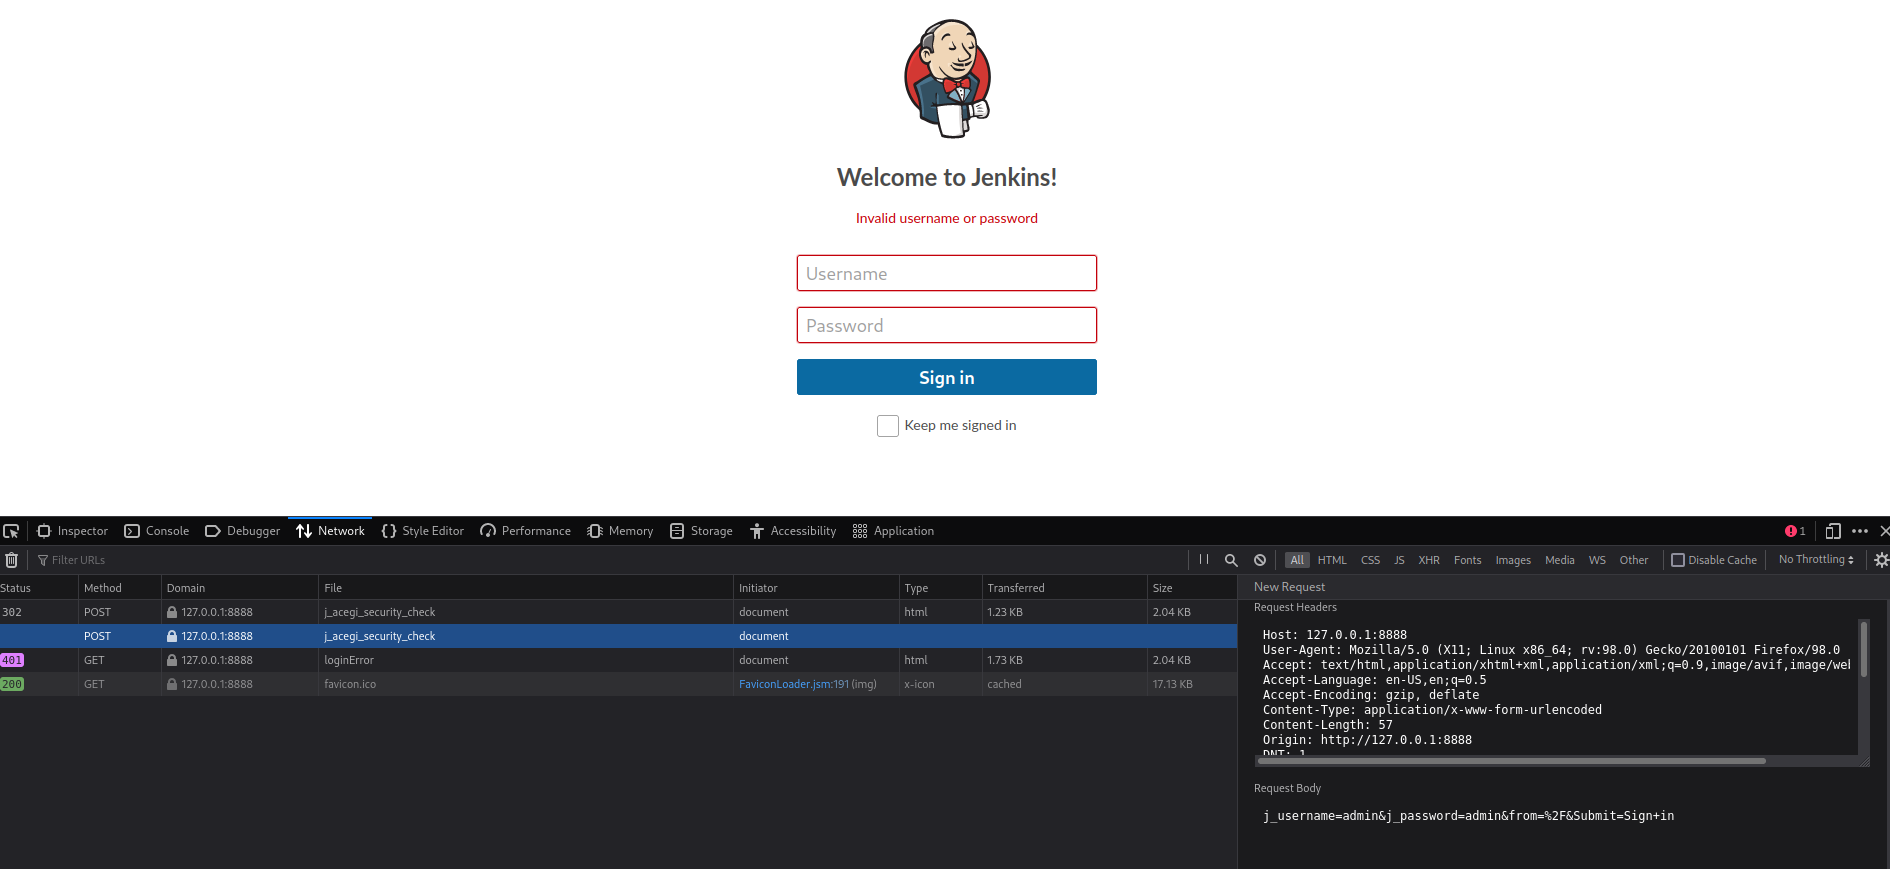 Welcome to Jenkins!
Invalid username or password
Username
Password
Sign in
Keep me signed in
Inspector Console Debugger Network Style Editor Performance Memory Storage Accessibility Application 1
Filter URLs All HTML CSS JS XHR Fonts Images Media WS Other Disable Cache No Throttling
Status Method Domain File Initiator Type Transferred Size
302 POST 127.0.0.1:8888 j_acegi_security_check document html 1.23 KB 2.04 KB
POST 127.0.0.1:8888 j_acegi_security_check document
401 GET 127.0.0.1:8888 loginError document html 1.73 KB 2.04 KB
200 GET 127.0.0.1:8888 favicon.ico FaviconLoader.jsm:191 (img) x-icon cached 17.13 KB
New Request
Request Headers
Host: 127.0.0.1:8888
User-Agent: Mozilla/5.0 (X11; Linux x86_64; rv:98.0) Gecko/20100101 Firefox/98.0
Accept: text/html,application/xhtml+xml,application/xml;q=0.9,image/avif,image/wel
Accept-Language: en-US,en;q=0.5
Accept-Encoding: gzip, deflate
Content-Type: application/x-www-form-urlencoded
Content-Length: 57
Origin: http://127.0.0.1:8888
DNT: 1
Request Body
j_username=admin&j_password=admin&from=%2F&Submit=Sign+in